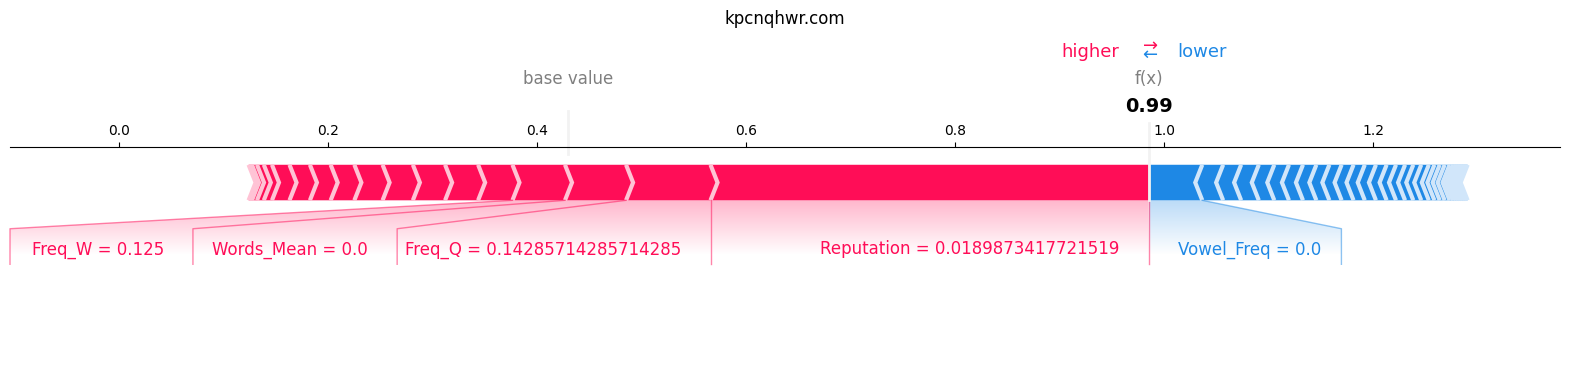 kpcnqhwr.com
higher ⇄ lower
base value f(x)
0.99
0.0 0.2 0.4 0.6 0.8 1.0 1.2
Freq_W = 0.125 Words_Mean = 0.0 Freq_Q = 0.14285714285714285 Reputation = 0.0189873417721519 Vowel_Freq = 0.0